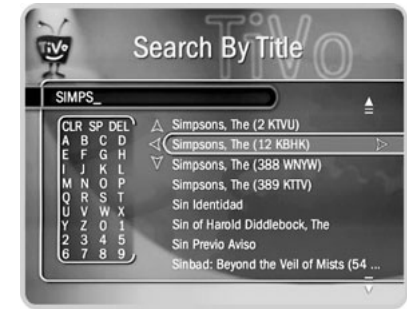 TiVo
Search By Title
SIMPS_
CLR SP DEL
A B C D
E F G H
I J K L
M N O P
Q R S T
U V W X
Y Z 0 1
2 3 4 5
6 7 8 9
Simpsons, The (2 KTVU)
Simpsons, The (12 KBHK)
Simpsons, The (388 WNYW)
Simpsons, The (389 KTTV)
Sin Identidad
Sin of Harold Diddlebock, The
Sin Previo Aviso
Sinbad: Beyond the Veil of Mists (54 ...